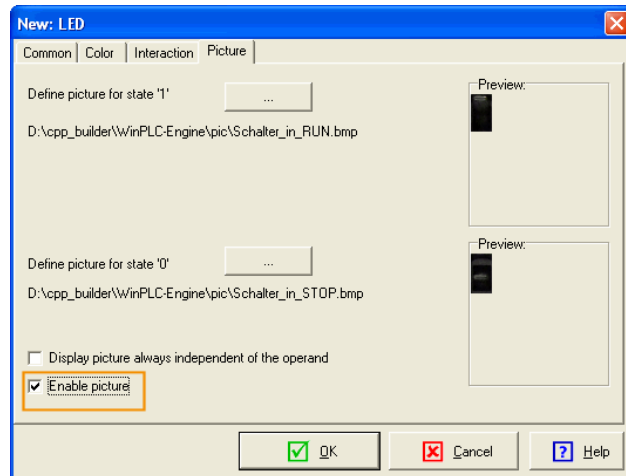 New: LED
Common Color Interaction Picture
Define picture for state '1' ...
Preview:
D:\cpp_builder\WinPLC-Engine\pic\Schalter_in_RUN.bmp
Define picture for state '0' ...
Preview:
D:\cpp_builder\WinPLC-Engine\pic\Schalter_in_STOP.bmp
Display picture always independent of the operand
Enable picture
OK Cancel Help